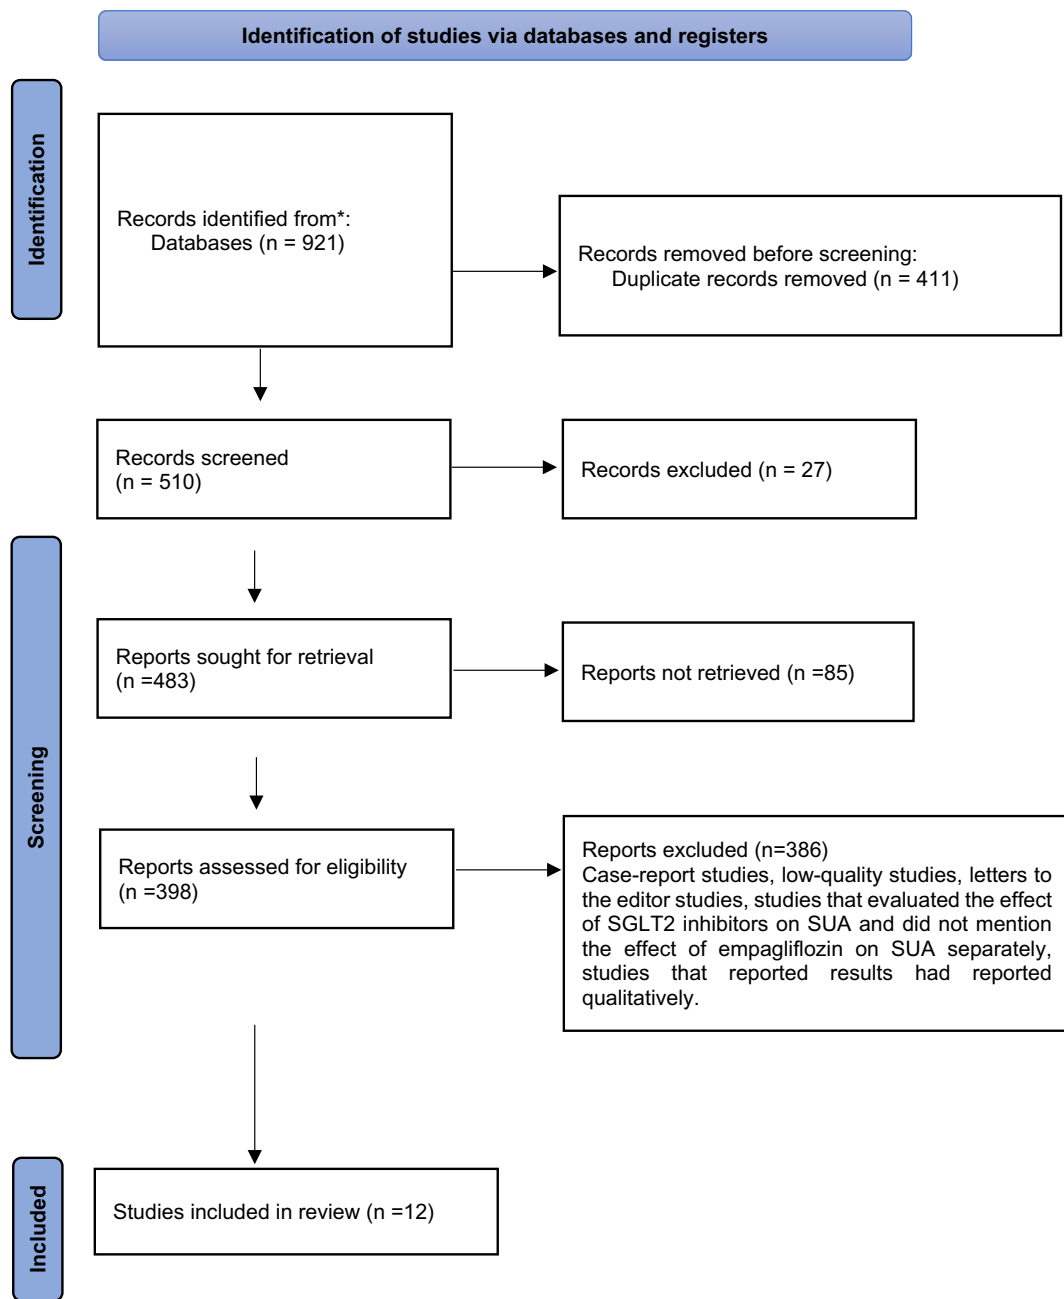 Identification of studies via databases and registers
Identification
Records identified from*:
Databases (n = 921)
Records removed before screening:
Duplicate records removed (n = 411)
Records screened
(n = 510)
Records excluded (n = 27)
Screening
Reports sought for retrieval
(n =483)
Reports not retrieved (n =85)
Reports assessed for eligibility
(n =398)
Reports excluded (n=386)
Case-report studies, low-quality studies, letters to
the editor studies, studies that evaluated the effect
of SGLT2 inhibitors on SUA and did not mention
the effect of empagliflozin on SUA separately,
studies that reported results had reported
qualitatively.
Included
Studies included in review (n =12)